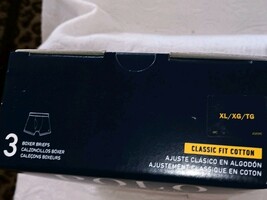 XL/XG/TG
CLASSIC FIT COTTON
3
BOXER BRIEFS
CALZONCILLOS BÓXER
CALEÇONS BOXEURS
AJUSTE CLÁSICO EN ALGODÓN
AJUSTEMENT CLASSIQUE EN COTON